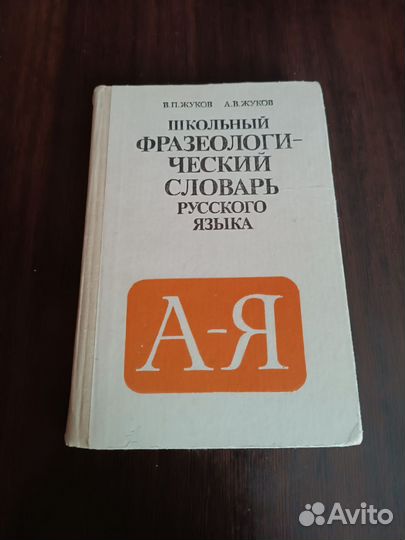 В.П.ЖУКОВ А.В.ЖУКОВ
ШКОЛЬНЫЙ
ФРАЗЕОЛОГИ-
ЧЕСКИЙ
СЛОВАРЬ
РУССКОГО
ЯЗЫКА
А-Я
Avito